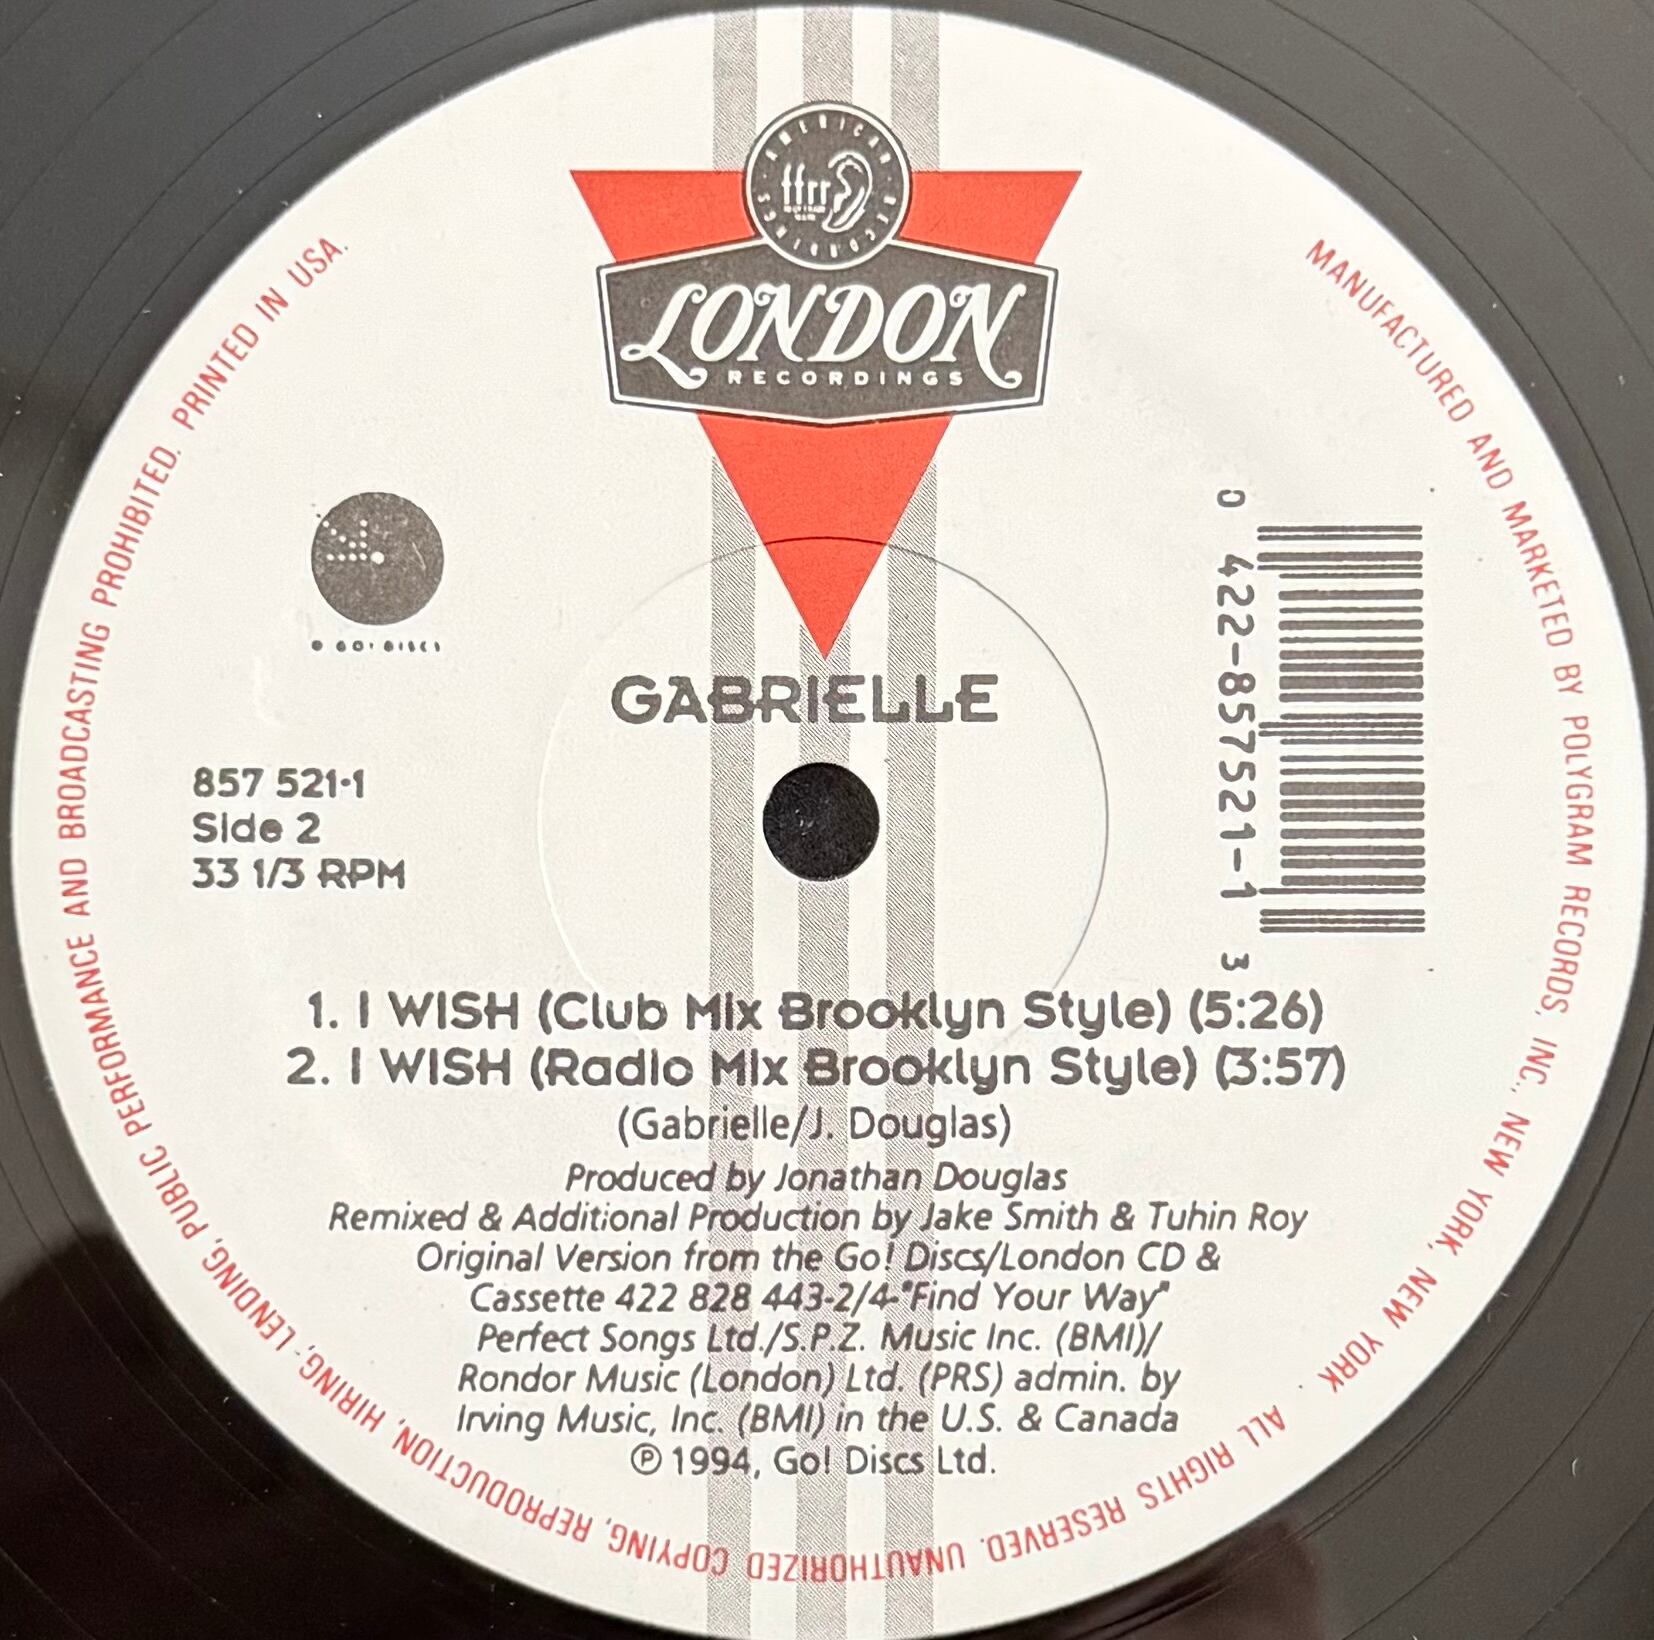 AMERICAN RECORDINGS
ffrr
LONDON
RECORDINGS
© GO! DISCS
GABRIELLE
857 521-1
Side 2
33 1/3 RPM
0 422-857521-1 3
1. I WISH (Club Mix Brooklyn Style) (5:26)
2. I WISH (Radio Mix Brooklyn Style) (3:57)
(Gabrielle/J. Douglas)
Produced by Jonathan Douglas
Remixed & Additional Production by Jake Smith & Tuhin Roy
Original Version from the Go! Discs/London CD &
Cassette 422 828 443-2/4-"Find Your Way"
Perfect Songs Ltd./S.P.Z. Music Inc. (BMI)/
Rondor Music (London) Ltd. (PRS) admin. by
Irving Music, Inc. (BMI) in the U.S. & Canada
℗ 1994, Go! Discs Ltd.
MANUFACTURED AND MARKETED BY POLYGRAM RECORDS, INC., NEW YORK, NEW YORK. ALL RIGHTS RESERVED. UNAUTHORIZED COPYING, REPRODUCTION, HIRING, LENDING, PUBLIC PERFORMANCE AND BROADCASTING PROHIBITED. PRINTED IN USA.